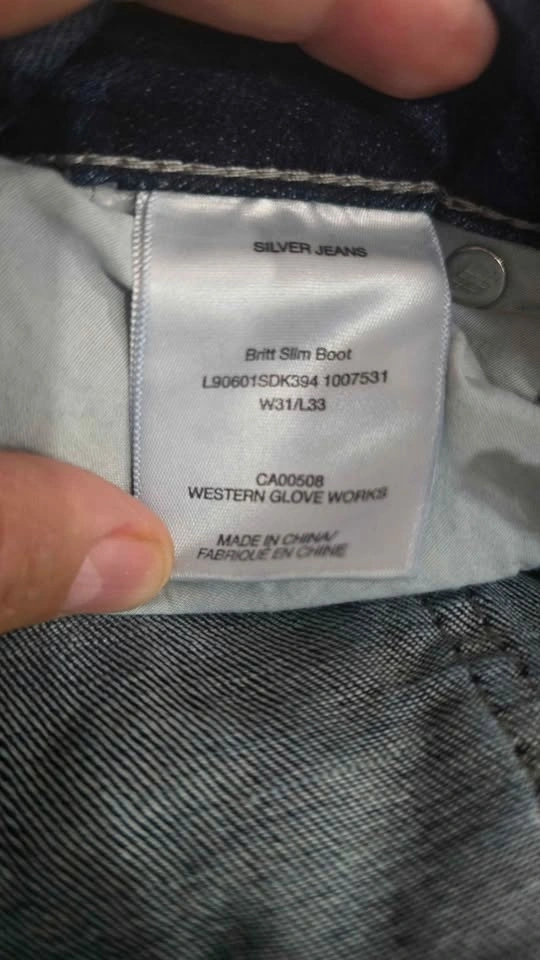 SILVER JEANS
Britt Slim Boot
L90601SDK394 1007531
W31/L33
CA00508
WESTERN GLOVE WORKS
MADE IN CHINA/
FABRIQUÉ EN CHINE